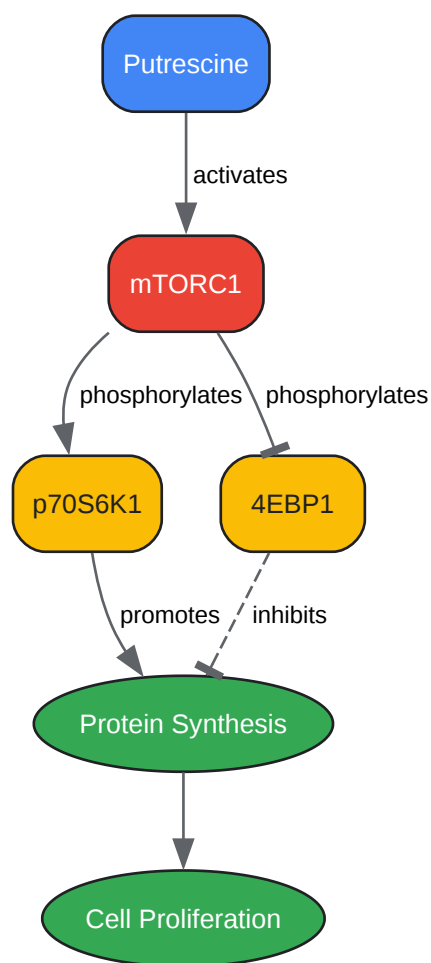 Putrescine
activates
mTORC1
phosphorylates
phosphorylates
p70S6K1
4EBP1
promotes
inhibits
Protein Synthesis
Cell Proliferation